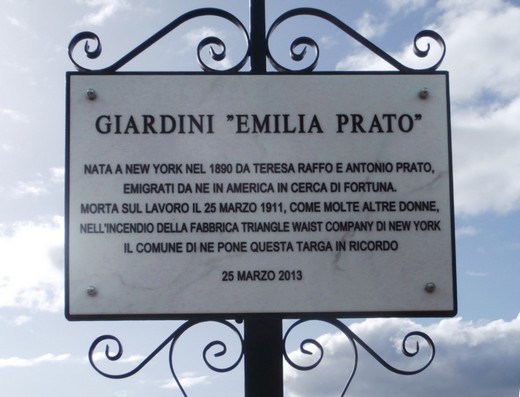 GIARDINI "EMILIA PRATO"
NATA A NEW YORK NEL 1890 DA TERESA RAFFO E ANTONIO PRATO,
EMIGRATI DA NE IN AMERICA IN CERCA DI FORTUNA.
MORTA SUL LAVORO IL 25 MARZO 1911, COME MOLTE ALTRE DONNE,
NELL'INCENDIO DELLA FABBRICA TRIANGLE WAIST COMPANY DI NEW YORK
IL COMUNE DI NE PONE QUESTA TARGA IN RICORDO
25 MARZO 2013